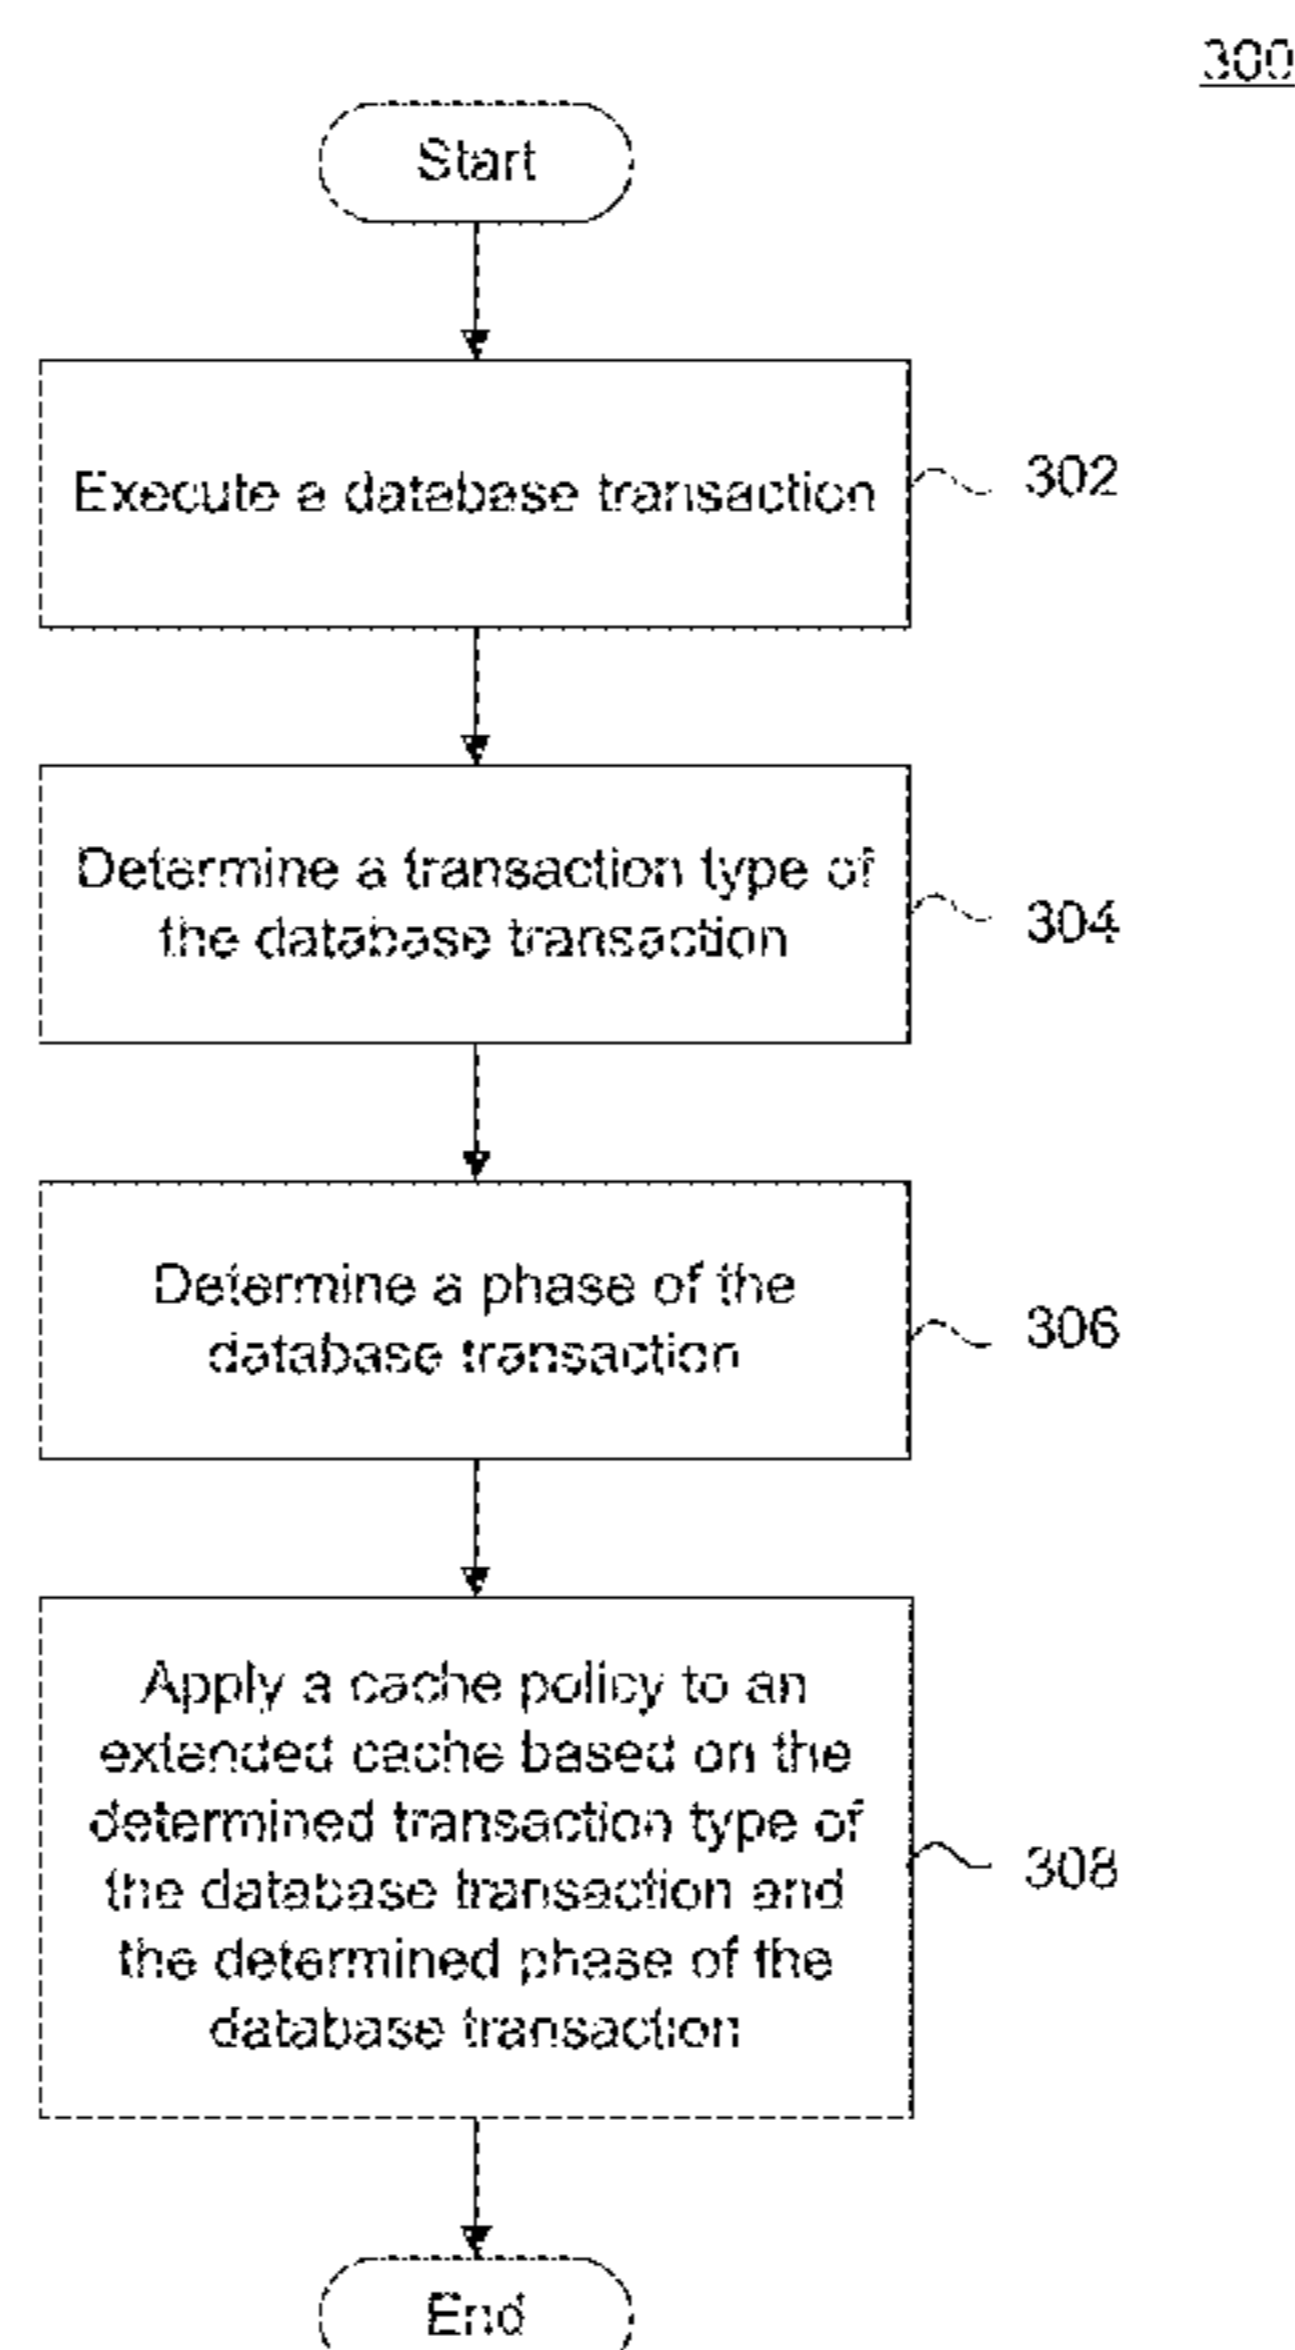 300
Start
Execute a database transaction
302
Determine a transaction type of
the database transaction
304
Determine a phase of the
database transaction
306
Apply a cache policy to an
extended cache based on the
determined transaction type of
the database transaction and
the determined phase of the
database transaction
308
End